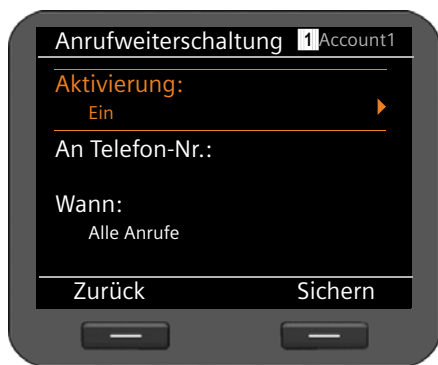 Anrufweiterschaltung 1 Account1
Aktivierung:
Ein
An Telefon-Nr.:
Wann:
Alle Anrufe
Zurück Sichern